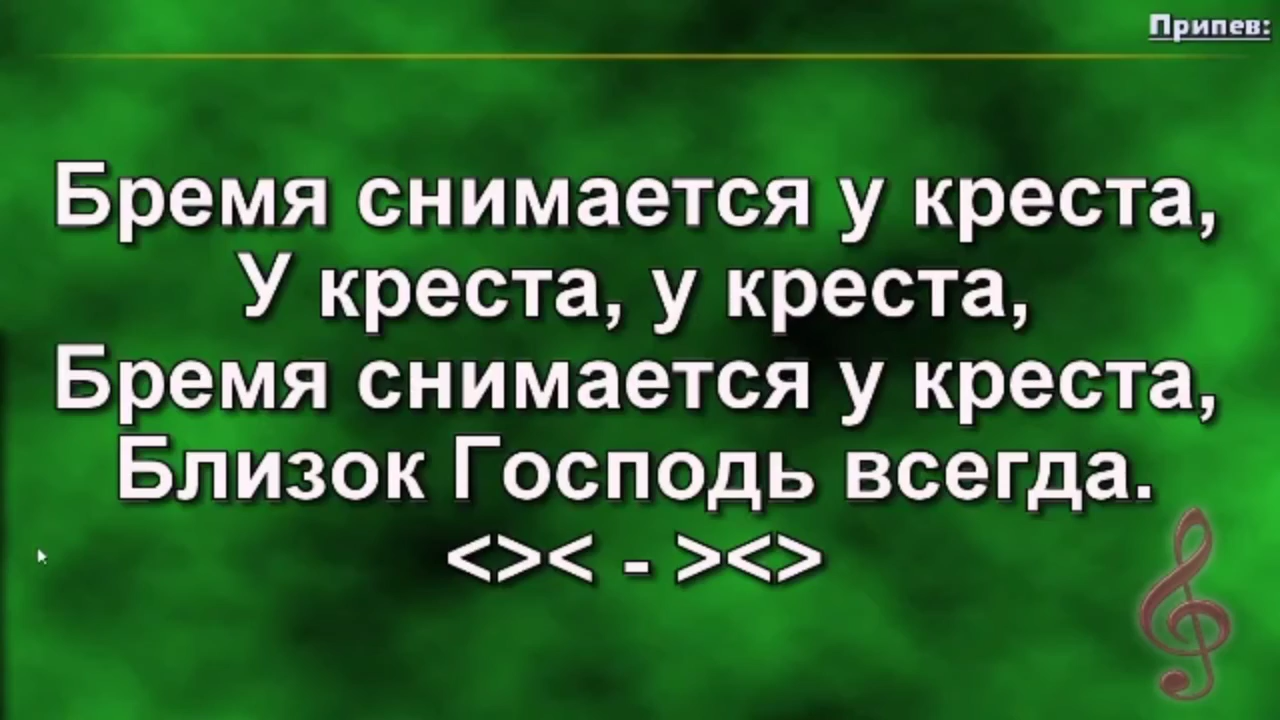 Припев:
Бремя снимается у креста,
У креста, у креста,
Бремя снимается у креста,
Близок Господь всегда.
<>< - ><>